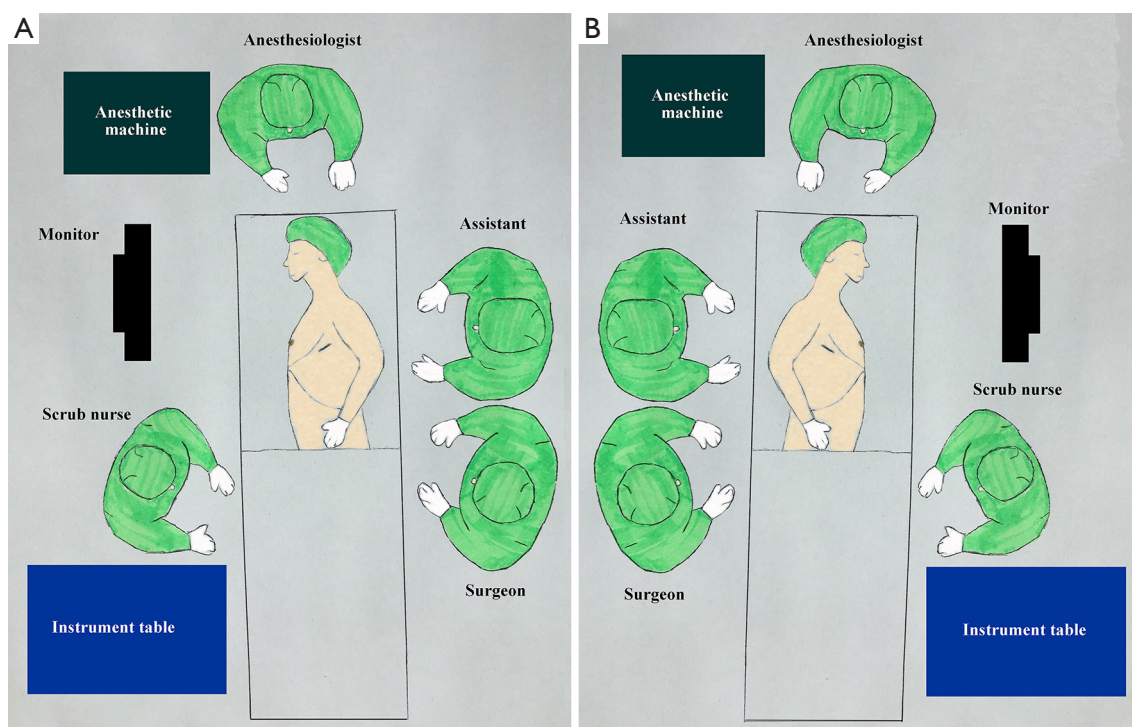 A
Anesthesiologist
Anesthetic
machine
Monitor
Assistant
Scrub nurse
Surgeon
Instrument table
B
Anesthesiologist
Anesthetic
machine
Assistant
Monitor
Scrub nurse
Surgeon
Instrument table